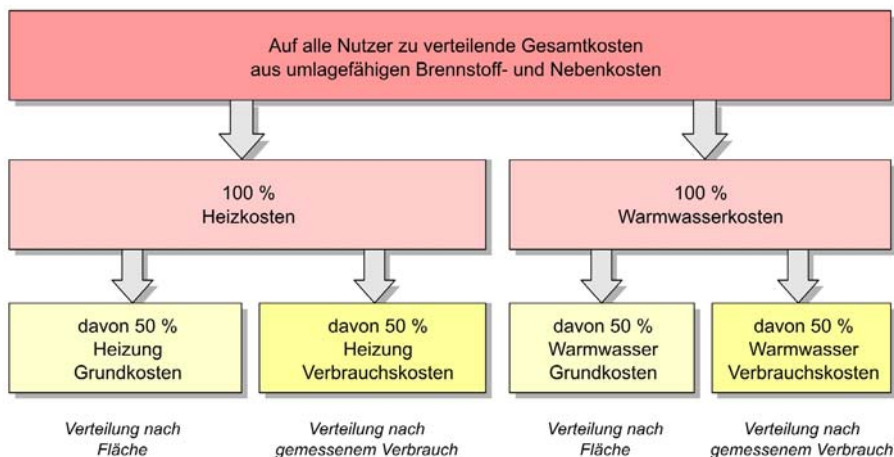 Auf alle Nutzer zu verteilende Gesamtkosten
aus umlagefähigen Brennstoff- und Nebenkosten
100 %
Heizkosten
100 %
Warmwasserkosten
davon 50 %
Heizung
Grundkosten
davon 50 %
Heizung
Verbrauchskosten
davon 50 %
Warmwasser
Grundkosten
davon 50 %
Warmwasser
Verbrauchskosten
Verteilung nach
Fläche
Verteilung nach
gemessenem Verbrauch
Verteilung nach
Fläche
Verteilung nach
gemessenem Verbrauch